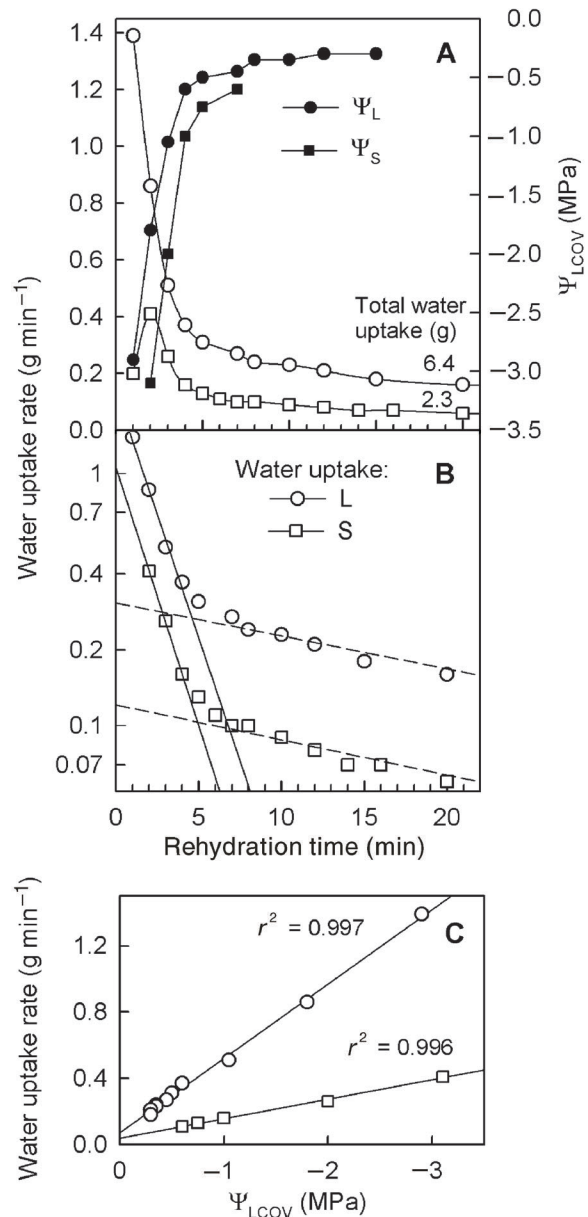 A
1.4
1.2
1.0
0.8
0.6
0.4
0.2
0.0
0.0
−0.5
−1.0
−1.5
−2.0
−2.5
−3.0
−3.5
Ψ_L
Ψ_S
Ψ_LCOV (MPa)
Total water
uptake (g)
6.4
2.3
Water uptake rate (g min⁻¹)
B
Water uptake:
L
S
1
0.7
0.4
0.2
0.1
0.07
0 5 10 15 20
Rehydration time (min)
C
r² = 0.997
r² = 0.996
Water uptake rate (g min⁻¹)
1.2
0.8
0.4
0.0
0 −1 −2 −3
Ψ_LCOV (MPa)